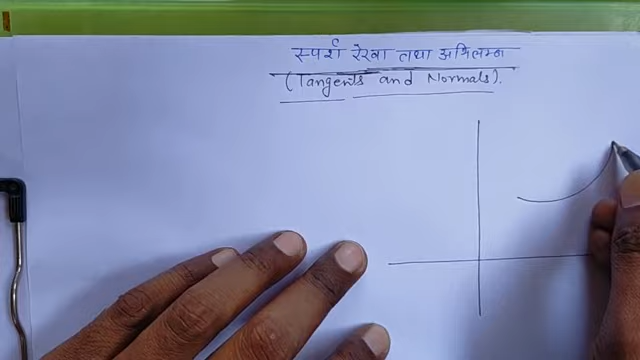 स्पर्श रेखा तथा अभिलम्ब
(Tangents and Normals).